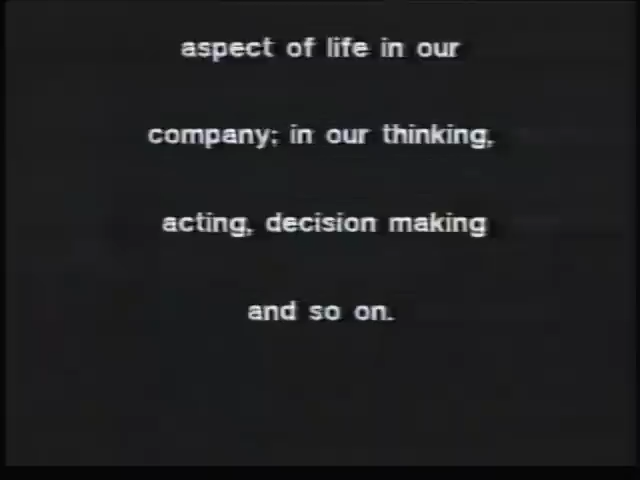 aspect of life in our
company; in our thinking,
acting, decision making
and so on.